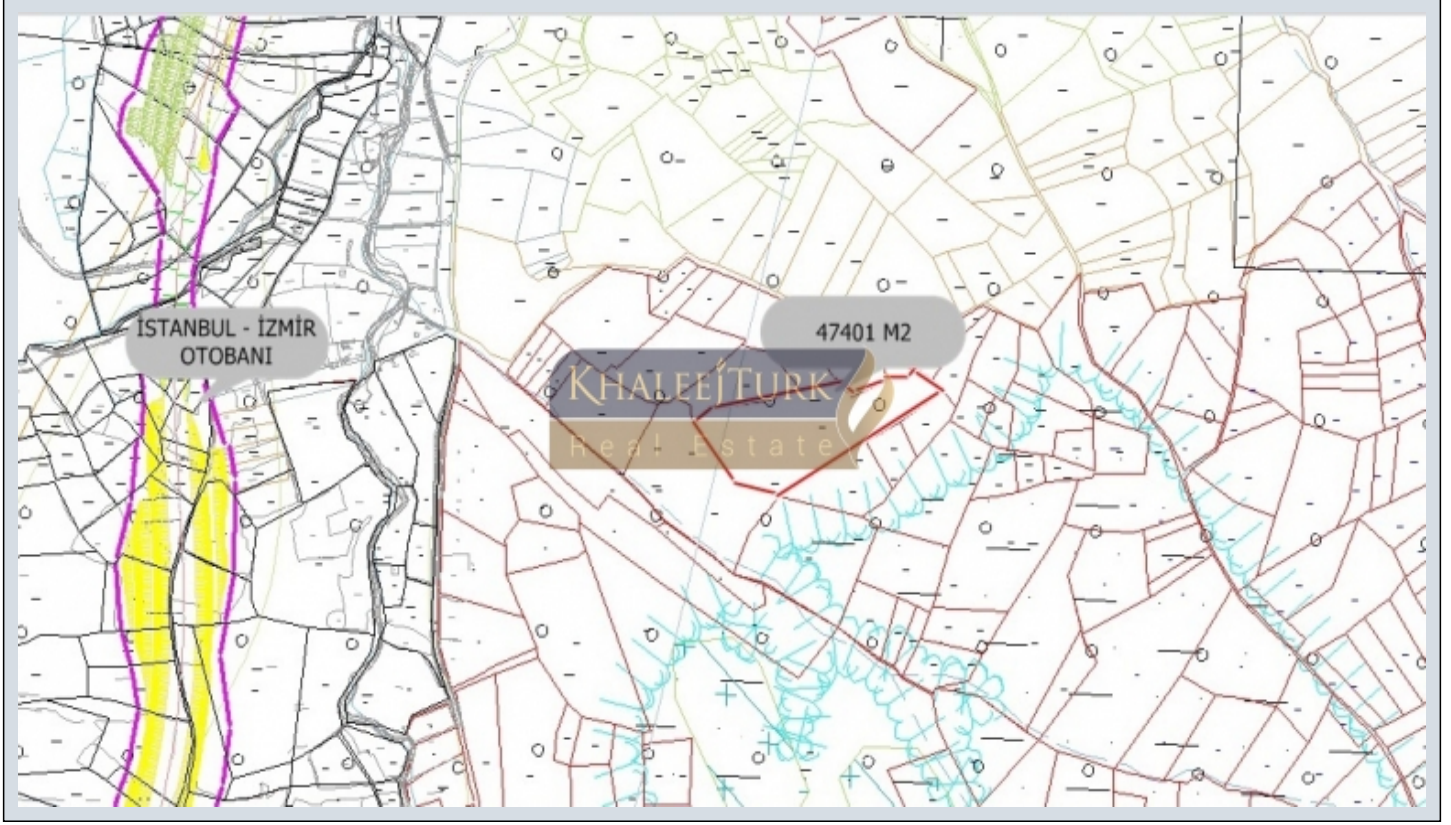 İSTANBUL - İZMİR
OTOBANI
47401 M2
KHALEEJTURK
Real Estate